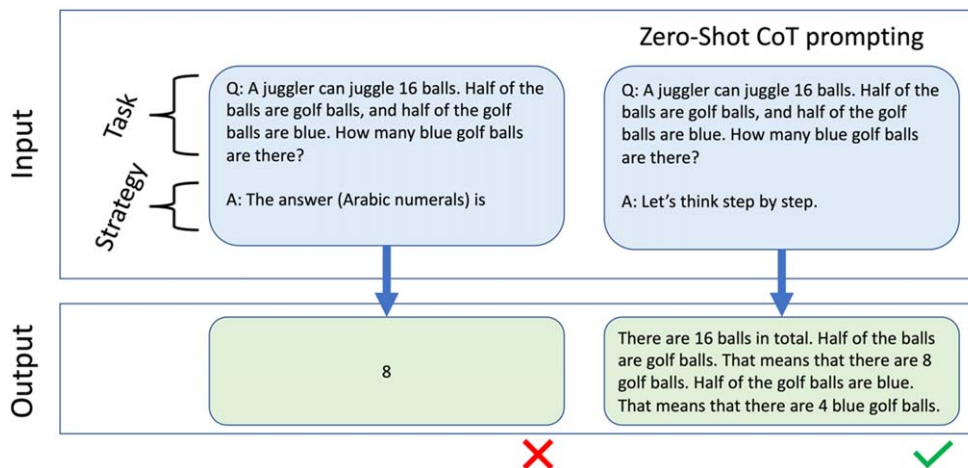 Zero-Shot CoT prompting
Input
Task
Q: A juggler can juggle 16 balls. Half of the
balls are golf balls, and half of the golf
balls are blue. How many blue golf balls
are there?
Strategy
A: The answer (Arabic numerals) is
Q: A juggler can juggle 16 balls. Half of the
balls are golf balls, and half of the golf
balls are blue. How many blue golf balls
are there?
A: Let’s think step by step.
Output
8
There are 16 balls in total. Half of the balls
are golf balls. That means that there are 8
golf balls. Half of the golf balls are blue.
That means that there are 4 blue golf balls.